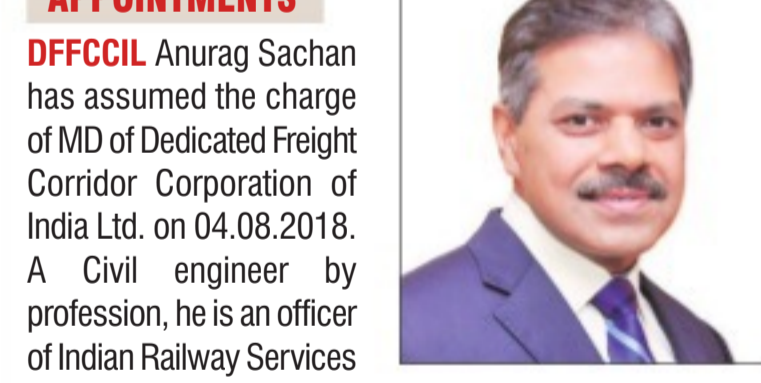 APPOINTMENTS
DFFCCIL Anurag Sachan
has assumed the charge
of MD of Dedicated Freight
Corridor Corporation of
India Ltd. on 04.08.2018.
A Civil engineer by
profession, he is an officer
of Indian Railway Services